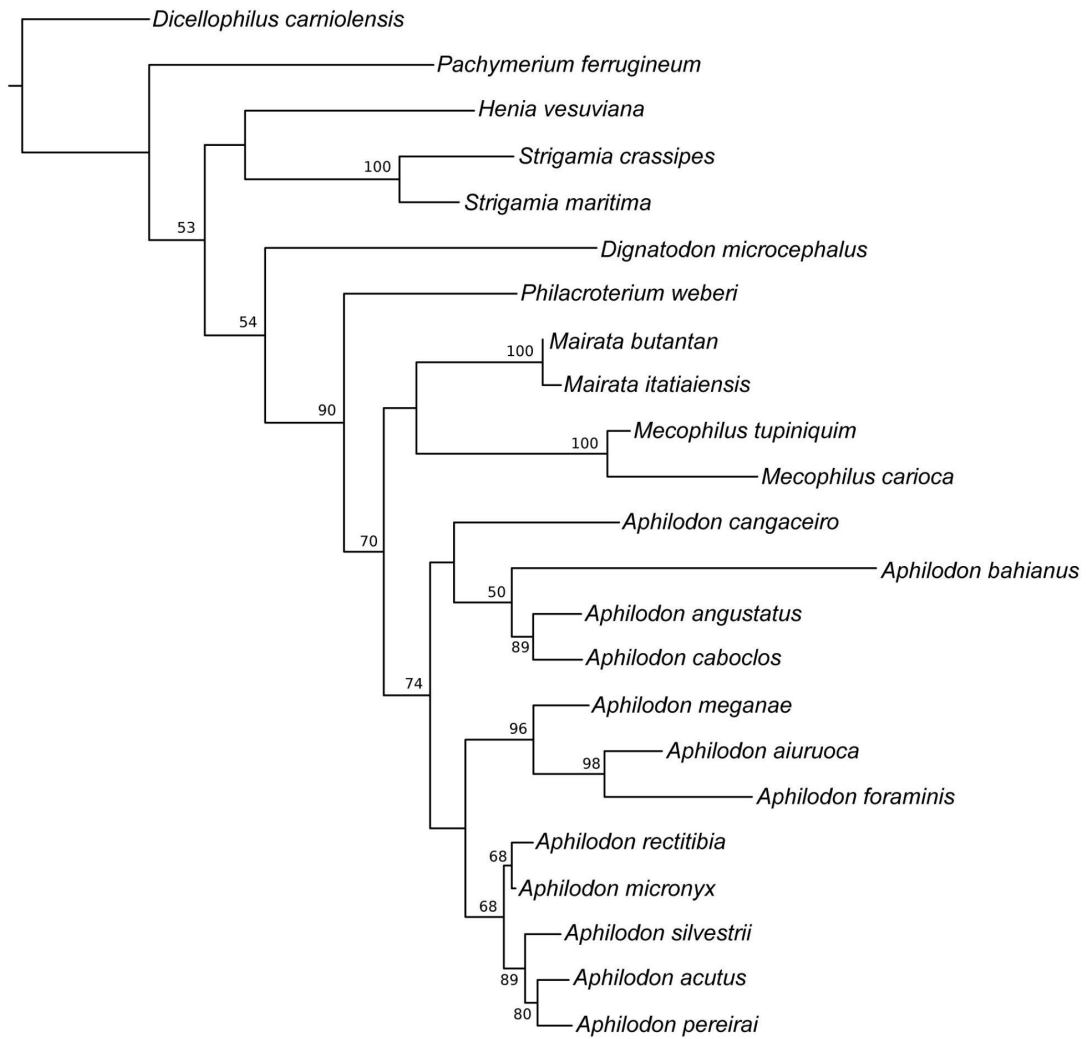 Dicellophilus carniolensis
Pachymerium ferrugineum
Henia vesuviana
Strigamia crassipes
100
Strigamia maritima
53
Dignatodon microcephalus
Philacroterium weberi
54
Mairata butantan
100
Mairata itatiaiensis
90
Mecophilus tupiniquim
100
Mecophilus carioca
Aphilodon cangaceiro
70
Aphilodon bahianus
50
Aphilodon angustatus
89
Aphilodon caboclos
74
Aphilodon meganae
96
Aphilodon aiuruoca
98
Aphilodon foraminis
Aphilodon rectitibia
68
Aphilodon micronyx
68
Aphilodon silvestrii
89
Aphilodon acutus
80
Aphilodon pereirai